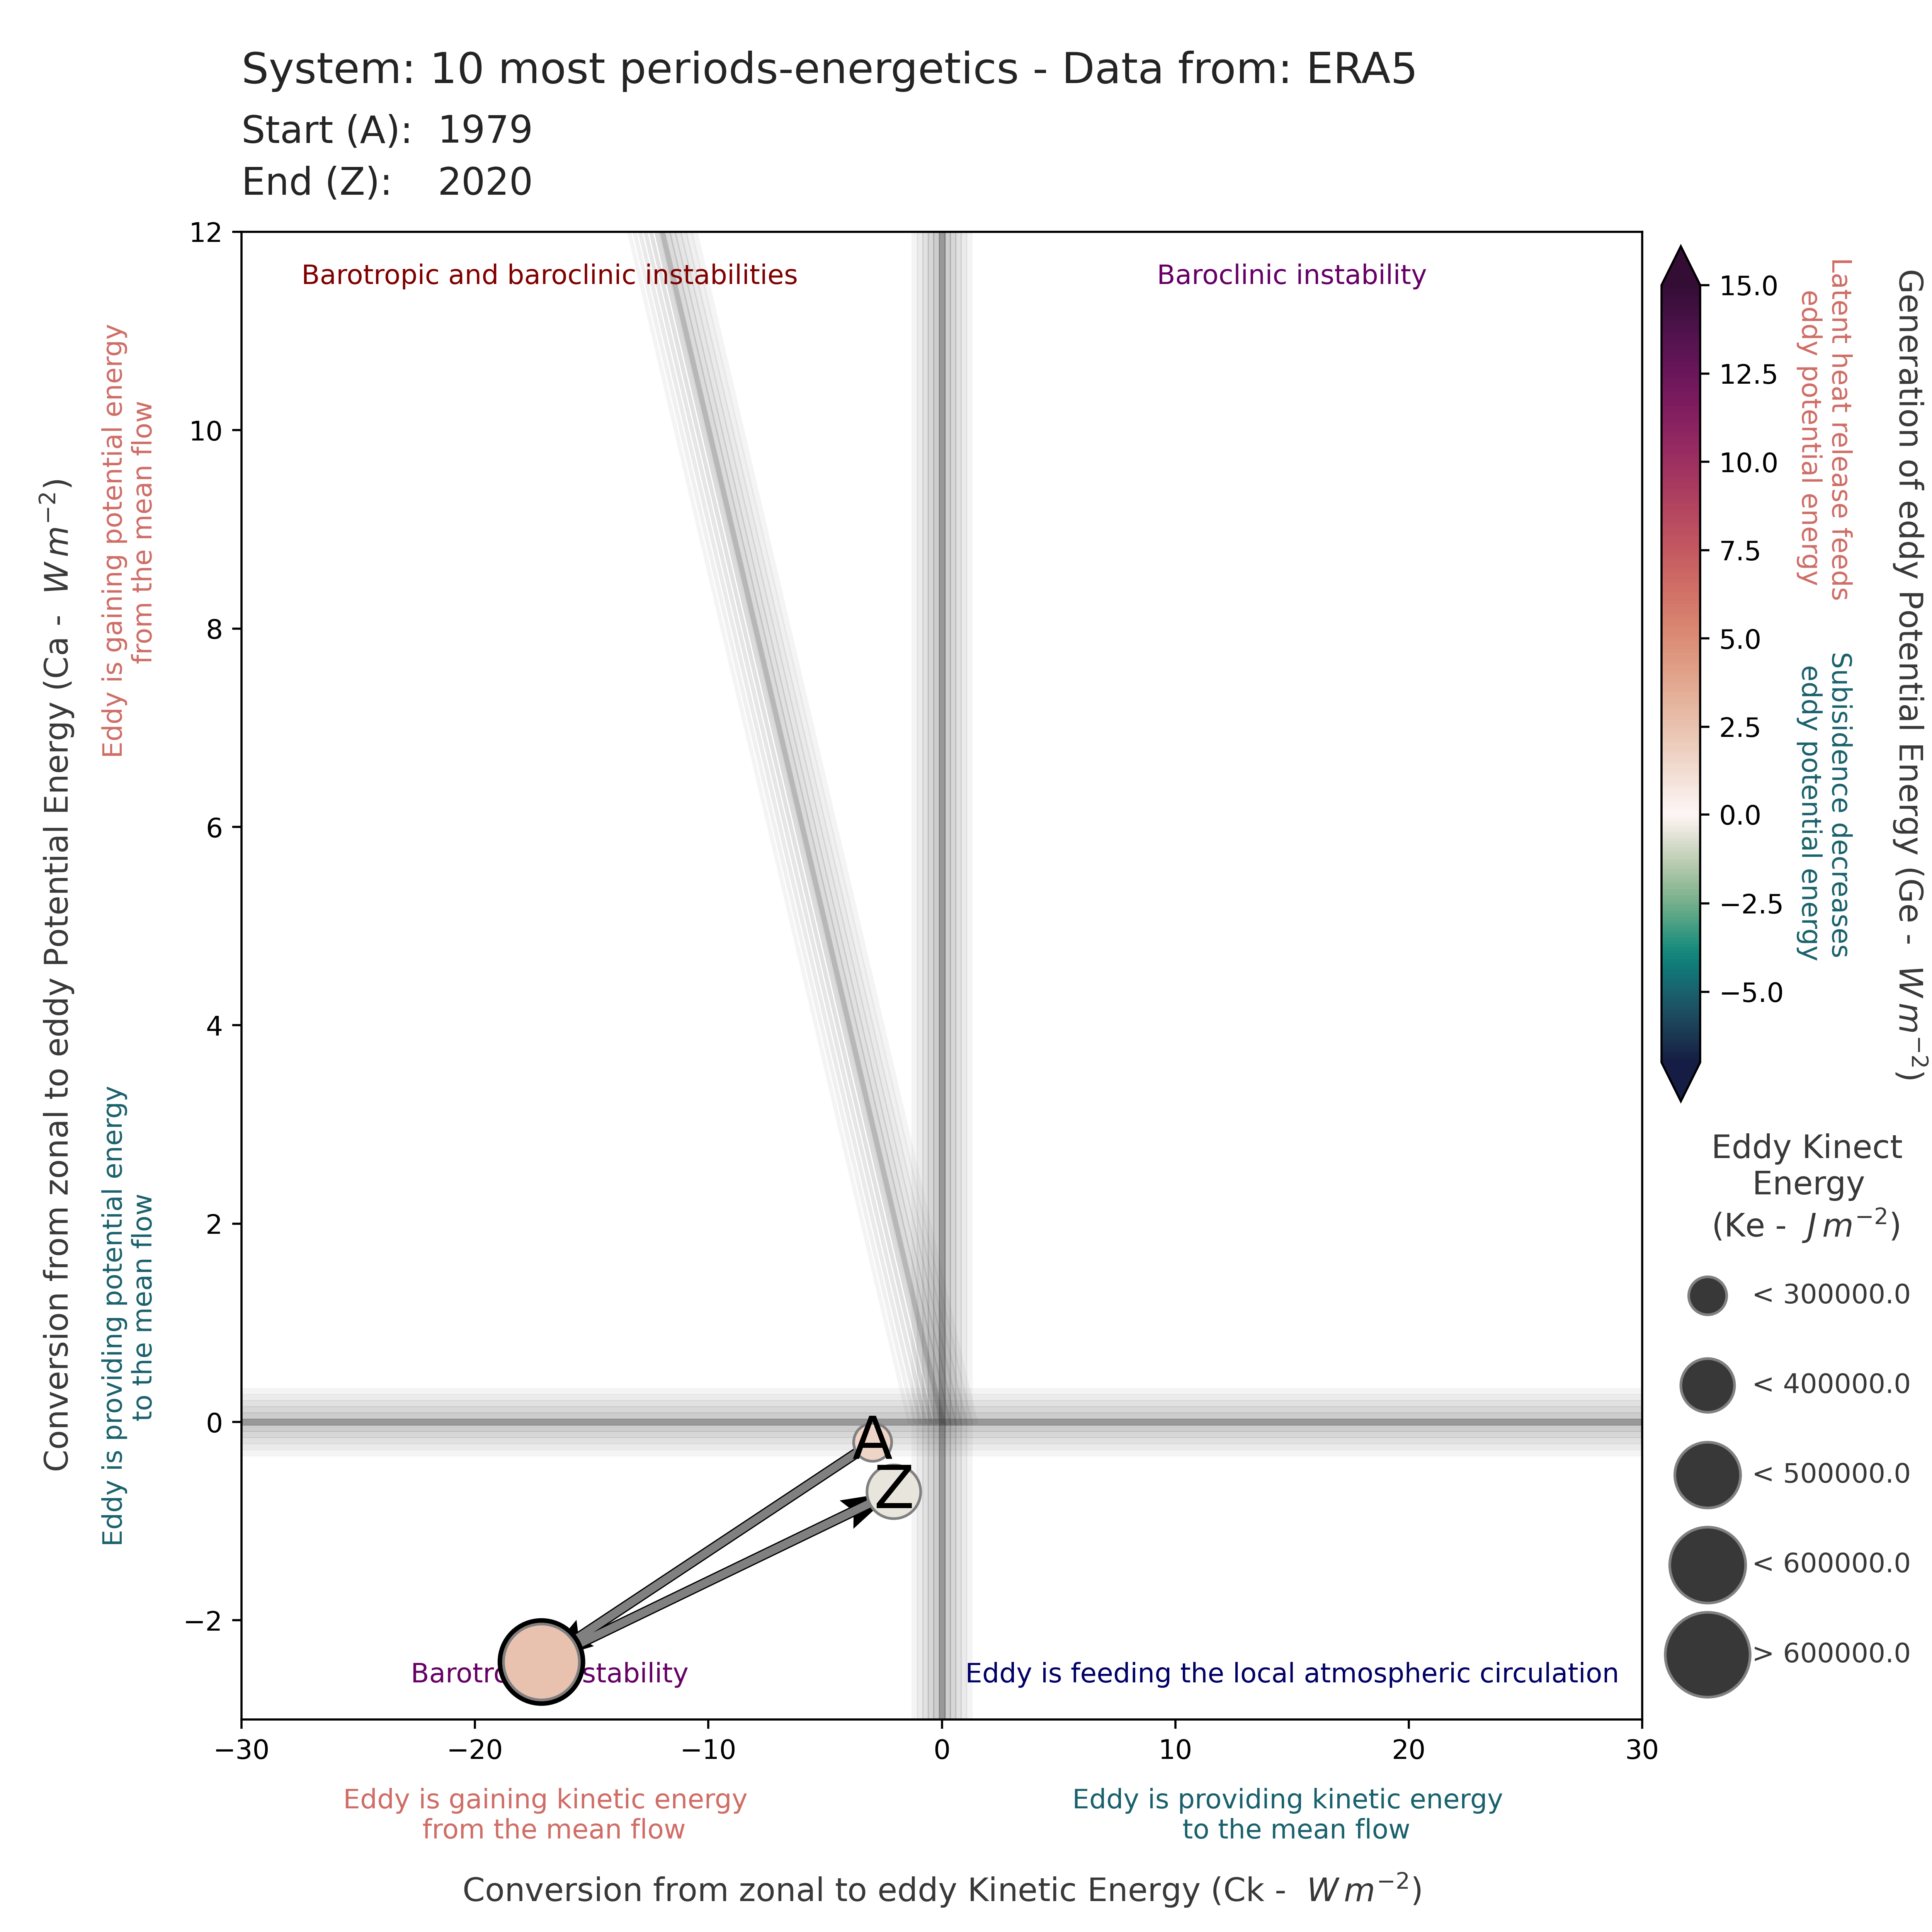 System: 10 most periods-energetics - Data from: ERA5
Start (A): 1979
End (Z): 2020
Conversion from zonal to eddy Potential Energy (Ca - W m⁻²)
Eddy is gaining potential energy
from the mean flow
Eddy is providing potential energy
to the mean flow
12
10
8
6
4
2
0
−2
Barotropic and baroclinic instabilities
Baroclinic instability
A
Z
Barotro
stability
Eddy is feeding the local atmospheric circulation
−30
−20
−10
0
10
20
30
Eddy is gaining kinetic energy
from the mean flow
Eddy is providing kinetic energy
to the mean flow
Conversion from zonal to eddy Kinetic Energy (Ck - W m⁻²)
15.0
12.5
10.0
7.5
5.0
2.5
0.0
−2.5
−5.0
Latent heat release feeds
eddy potential energy
Subisidence decreases
eddy potential energy
Generation of eddy Potential Energy (Ge - W m⁻²)
Eddy Kinect
Energy
(Ke - J m⁻²)
< 300000.0
< 400000.0
< 500000.0
< 600000.0
> 600000.0